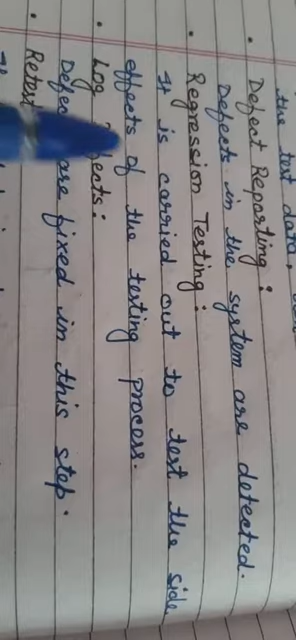 the test data.
• Defect Reporting:
Defects in the system are detected.
• Regression Testing:
It is carried out to test the side
effects of the testing process.
• Log
are fixed in this step.
• Retest